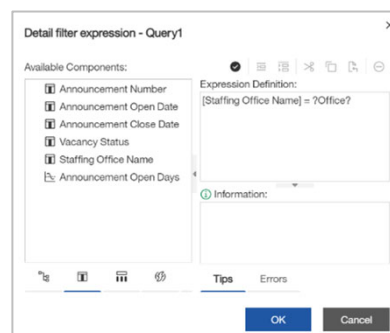 Detail filter expression - Query1
Available Components:
Announcement Number
Announcement Open Date
Announcement Close Date
Vacancy Status
Staffing Office Name
Announcement Open Days
Expression Definition:
[Staffing Office Name] = ?Office?
Information:
Tips Errors
OK Cancel